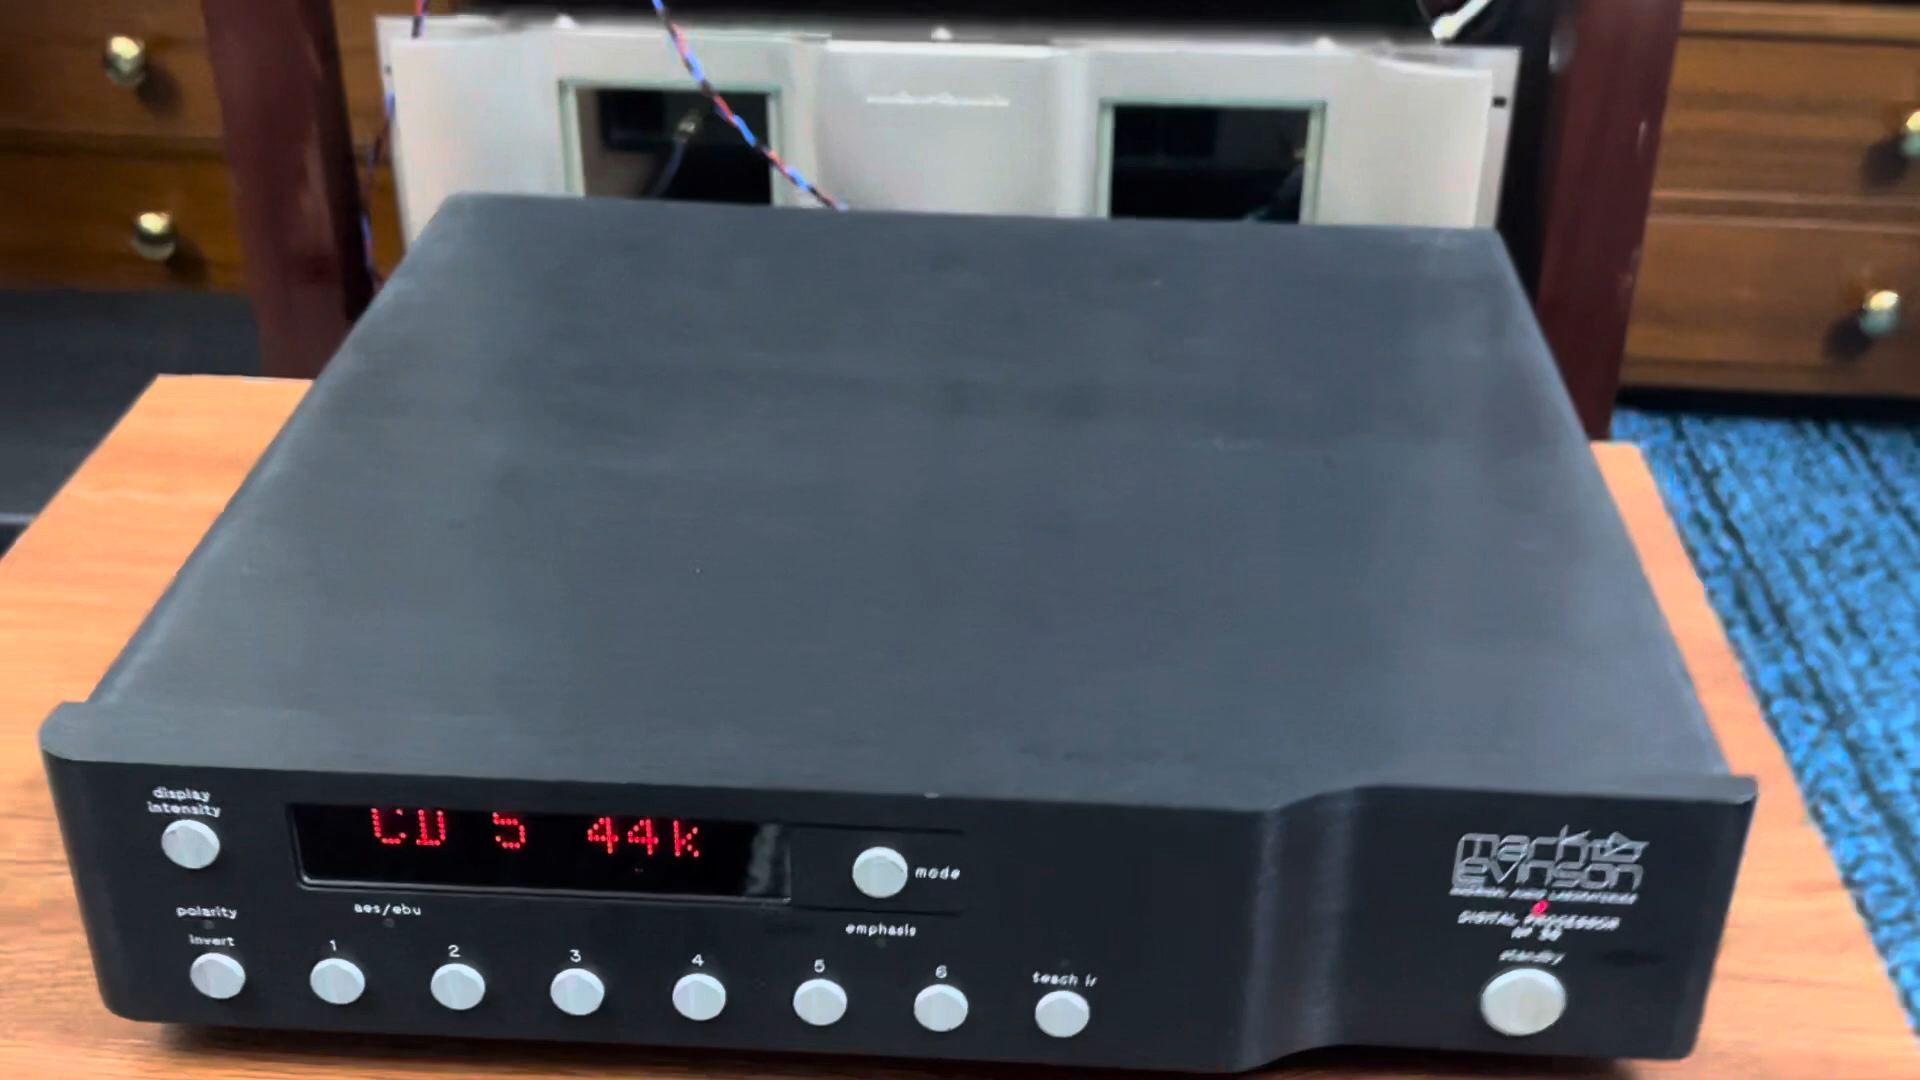 display
intensity
CD 5 44k
mode
polarity
aes/ebu
emphasis
invert
1
2
3
4
5
6
teach ir
mark
levinson
DIGITAL PROCESSOR
standby